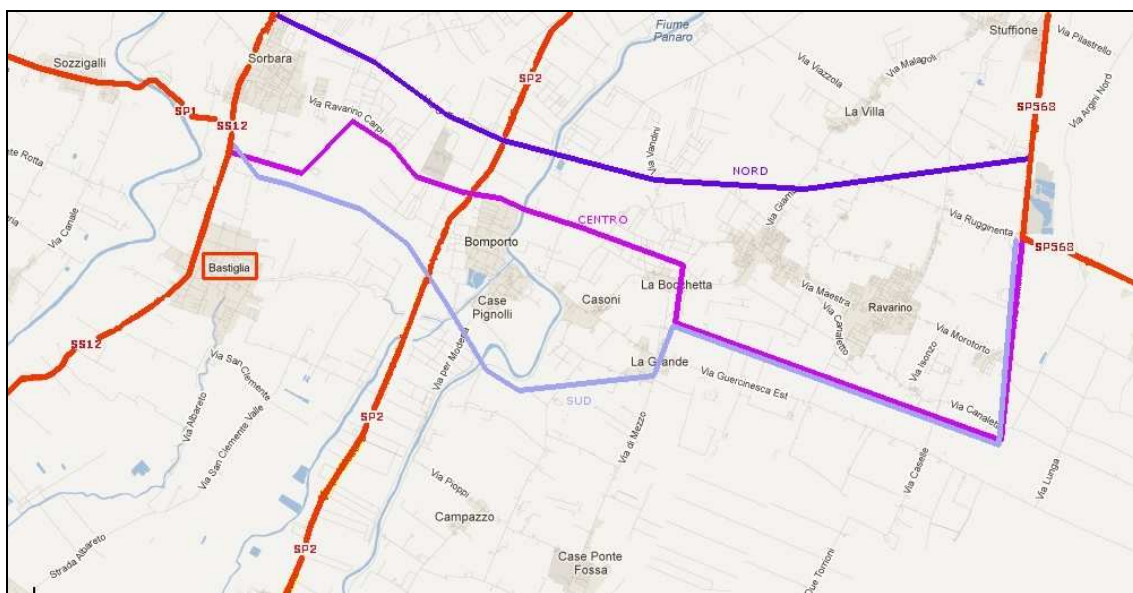 Fiume
Panaro
Stuffione
Via Pilastrello
Sorbara
Sozzigalli
SP2
Via Viazzola
Via Malagoli
SP1
SS12
Via Ravarino Carpi
La Villa
SP568
Via Argini Nord
Via Vandini
NORD
Via Canale
CENTRO
Via Rugginenta
Bomporto
SP568
Bastiglia
La Bocchetta
Case
Pignolli
Casoni
Via Maestra
Ravarino
Via Canaletto
SS12
Via per Modena
La Grande
Via Morotorto
Via Isonzo
Via San Clemente
Via Guercinesca Est
SUD
Via Albareto
Via San Clemente Valle
SP2
Via di Mezzo
Via Caselle
Via Lunga
Via Pioppi
Campazzo
SP2
Strada Albareto
Case Ponte
Fossa
Due Torrioni